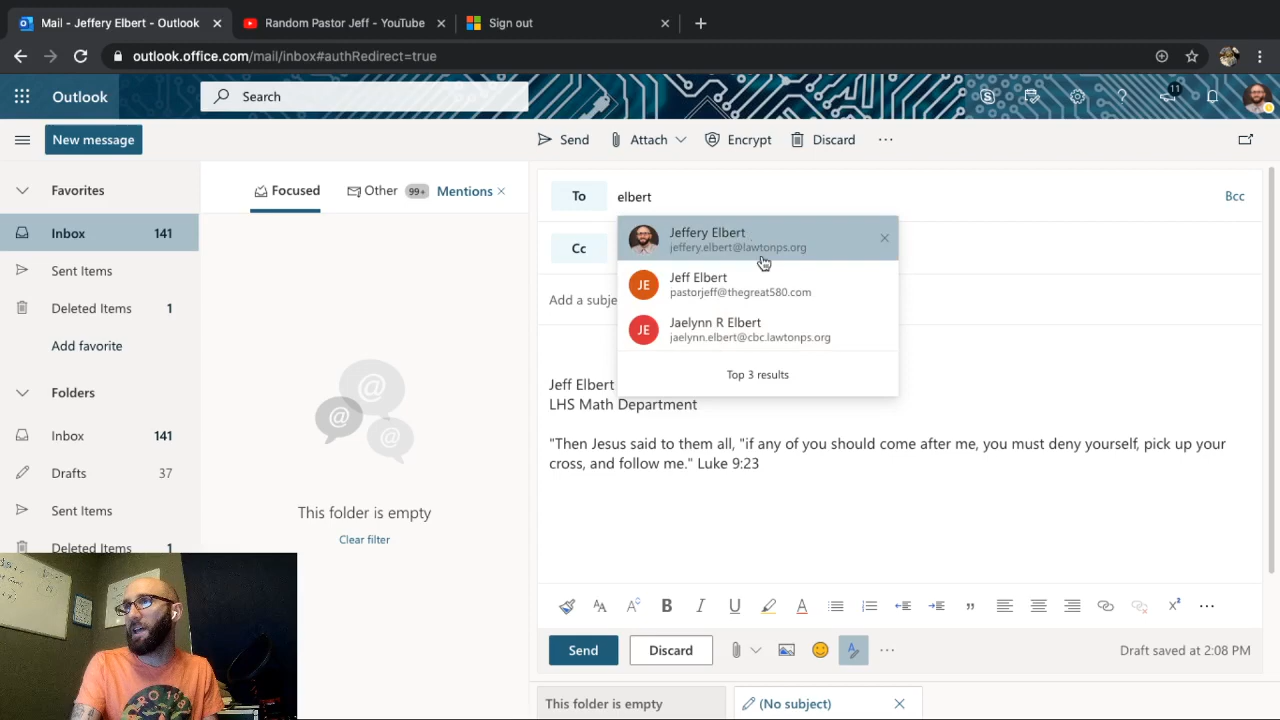 Mail - Jeffery Elbert - Outlook
Random Pastor Jeff - YouTube
Sign out
outlook.office.com/mail/inbox#authRedirect=true
Outlook
Search
11
New message
Send
Attach
Encrypt
Discard
Favorites
Inbox 141
Sent Items
Deleted Items 1
Add favorite
Folders
Inbox 141
Drafts 37
Sent Items
Deleted Items 1
Focused
Other 99+
Mentions
This folder is empty
Clear filter
To elbert Bcc
Cc
Jeffery Elbert
jeffery.elbert@lawtonps.org
JE Jeff Elbert
pastorjeff@thegreat580.com
JE Jaelynn R Elbert
jaelynn.elbert@cbc.lawtonps.org
Top 3 results
Add a subje
Jeff Elbert
LHS Math Department
"Then Jesus said to them all, "if any of you should come after me, you must deny yourself, pick up your
cross, and follow me." Luke 9:23
Send
Discard
Draft saved at 2:08 PM
This folder is empty
(No subject)